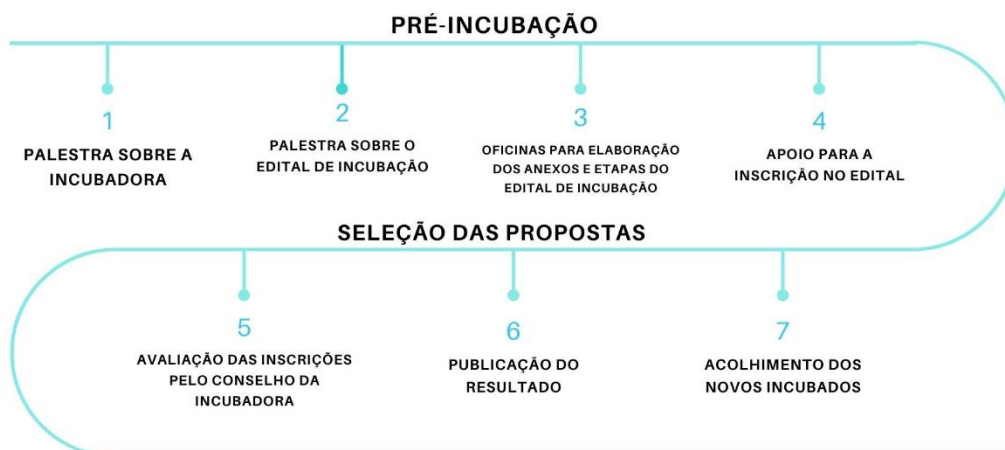 PRÉ-INCUBAÇÃO
1
PALESTRA SOBRE A
INCUBADORA
2
PALESTRA SOBRE O
EDITAL DE INCUBAÇÃO
3
OFICINAS PARA ELABORAÇÃO
DOS ANEXOS E ETAPAS DO
EDITAL DE INCUBAÇÃO
4
APOIO PARA A
INSCRIÇÃO NO EDITAL
SELEÇÃO DAS PROPOSTAS
5
AVALIAÇÃO DAS INSCRIÇÕES
PELO CONSELHO DA
INCUBADORA
6
PUBLICAÇÃO DO
RESULTADO
7
ACOLHIMENTO DOS
NOVOS INCUBADOS